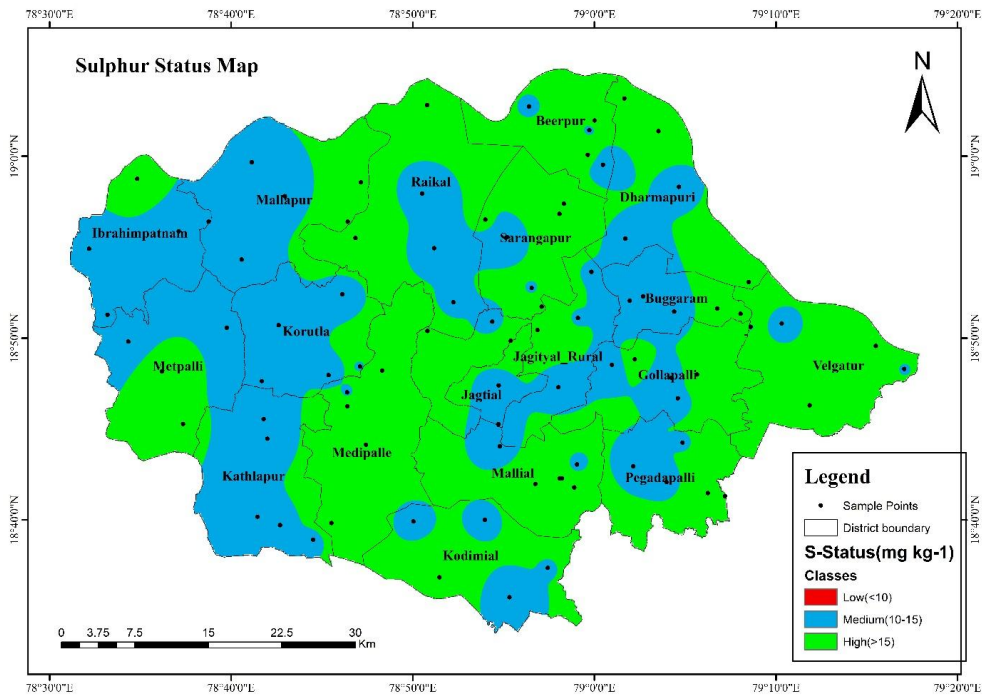 78°30'0"E 78°40'0"E 78°50'0"E 79°0'0"E 79°10'0"E 79°20'0"E
Sulphur Status Map
N
Beerpur
19°0'0"N 19°0'0"N
Raikal
Mallapur
Dharmapuri
Ibrahimpatnam
Sarangapur
Buggaram
Korutla
18°50'0"N 18°50'0"N
Jagityal_Rural
Metpalli
Velgatur
Gollapalli
Jagtial
Medipalle
Mallial
Kathlapur
Pegadapalli
Legend
Sample Points
18°40'0"N 18°40'0"N
District boundary
Kodimial
S-Status(mg kg-1)
Classes
Low(<10)
Medium(10-15)
High(>15)
0 3.75 7.5 15 22.5 30
Km
78°30'0"E 78°40'0"E 78°50'0"E 79°0'0"E 79°10'0"E 79°20'0"E